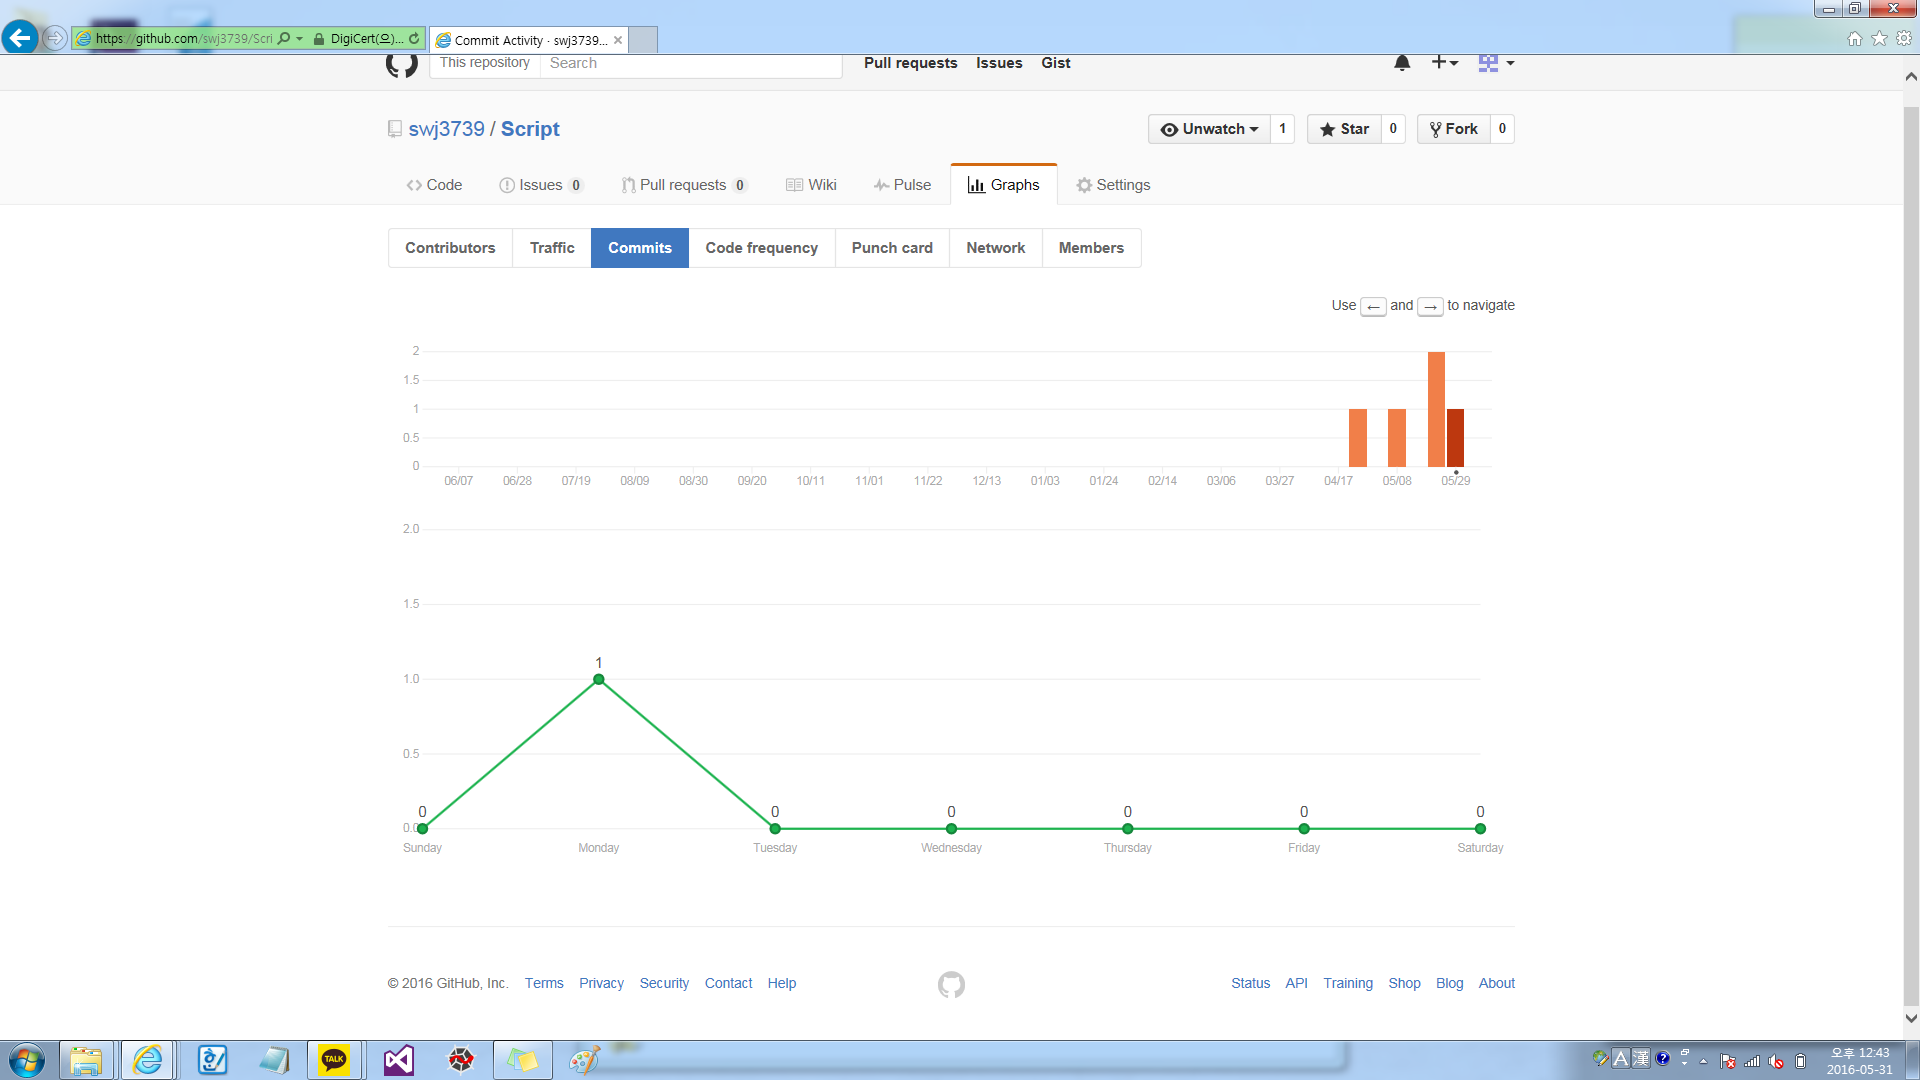 https://github.com/swj3739/Scri
DigiCert(으)...
Commit Activity · swj3739...
This repository
Search
Pull requests
Issues
Gist
swj3739 / Script
Unwatch
1
Star
0
Fork
0
Code
Issues 0
Pull requests 0
Wiki
Pulse
Graphs
Settings
Contributors
Traffic
Commits
Code frequency
Punch card
Network
Members
Use ← and → to navigate
2
1.5
1
0.5
0
06/07
06/28
07/19
08/09
08/30
09/20
10/11
11/01
11/22
12/13
01/03
01/24
02/14
03/06
03/27
04/17
05/08
05/29
2.0
1.5
1.0
0.5
0.0
0
1
0
0
0
0
0
Sunday
Monday
Tuesday
Wednesday
Thursday
Friday
Saturday
© 2016 GitHub, Inc.
Terms
Privacy
Security
Contact
Help
Status
API
Training
Shop
Blog
About
TALK
A
漢
오후 12:43
2016-05-31